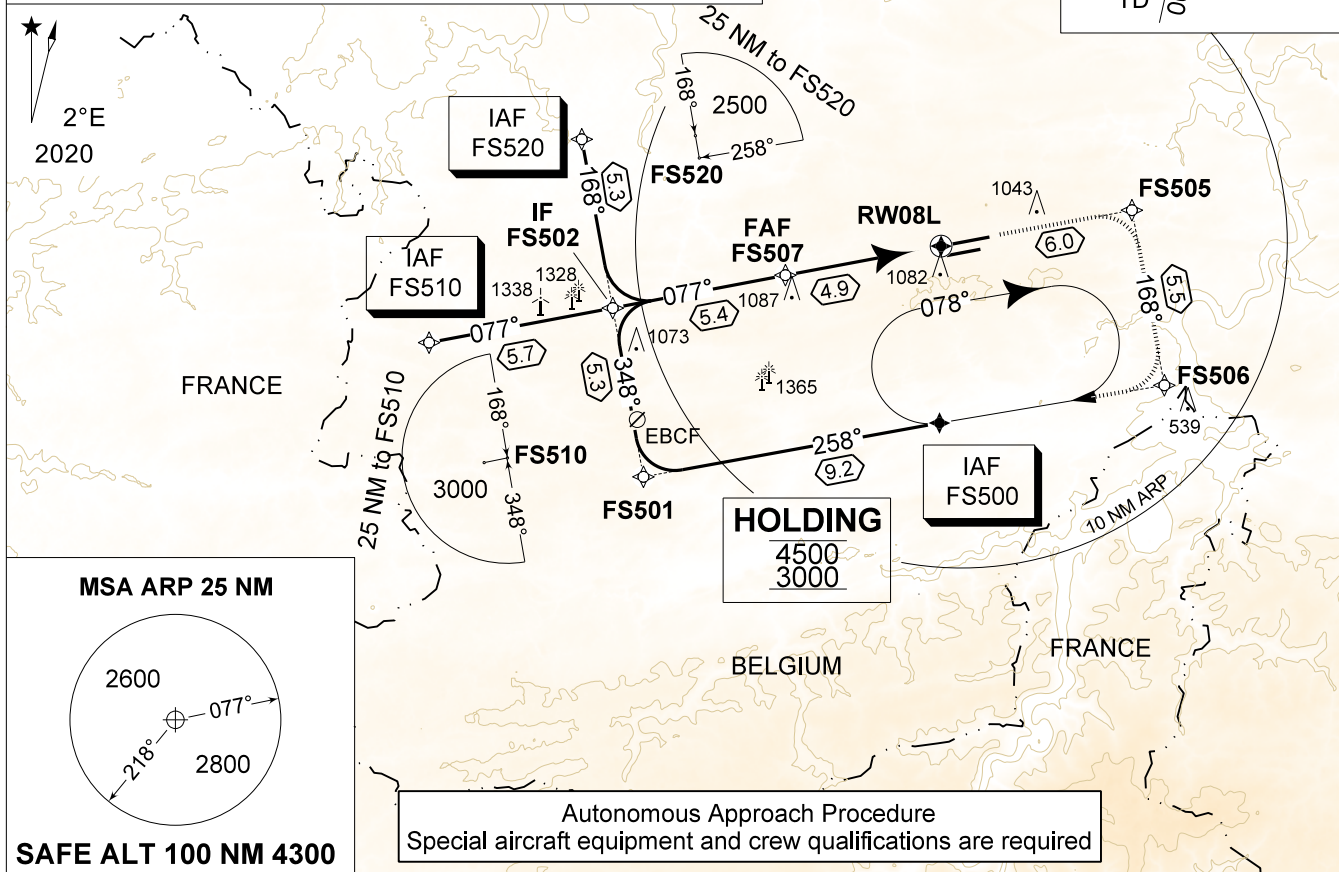 TD
2°E
2020
IAF
FS520
168°
5.3
25 NM to FS520
168°
2500
258°
FS520
IF
FS502
IAF
FS510
1338
1328
077°
5.7
077°
5.4
FAF
FS507
1087
4.9
RW08L
1082
1043
6.0
FS505
168°
5.5
FS506
539
078°
1073
5.3
348°
EBCF
1365
FRANCE
25 NM to FS510
168°
FS510
3000
348°
FS501
258°
9.2
IAF
FS500
HOLDING
4500
3000
10 NM ARP
BELGIUM
FRANCE
MSA ARP 25 NM
2600
077°
218°
2800
SAFE ALT 100 NM 4300
Autonomous Approach Procedure
Special aircraft equipment and crew qualifications are required